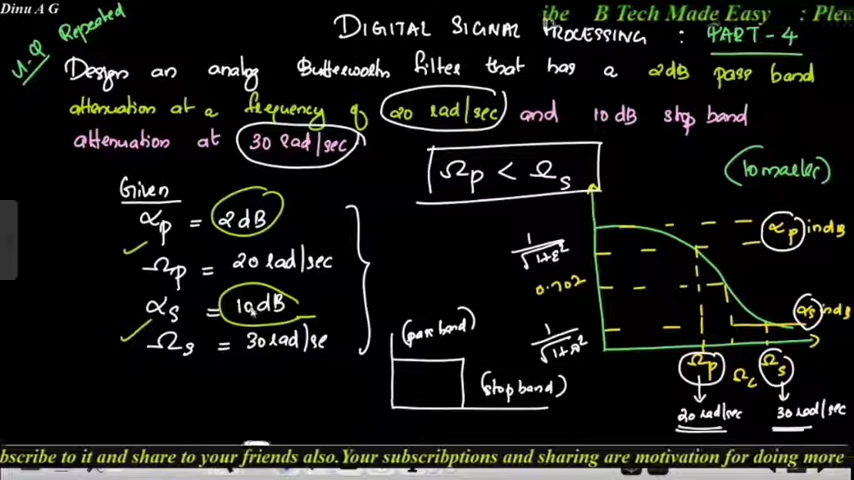 Dinu A G
ibe B Tech Made Easy : Plea
U.Q Repeated
DIGITAL SIGNAL PROCESSING : PART-4
Design an analog Butterworth filter that has a 2dB pass band
attenuation at a frequency of 20 rad/sec and 10 dB stop band
attenuation at 30 rad/sec
Ωp < Ωs
(10 marks)
Given
αp = 2dB
Ωp = 20 rad/sec
αs = 10dB
Ωs = 30 rad/se
(pass band)
(stop band)
1/√1+ε²
0.707
1/√1+λ²
αp in dB
αs in dB
Ωp Ωc Ωs
20 rad/sec 30 rad/sec
bscribe to it and share to your friends also.Your subscribptions and sharing are motivation for doing more